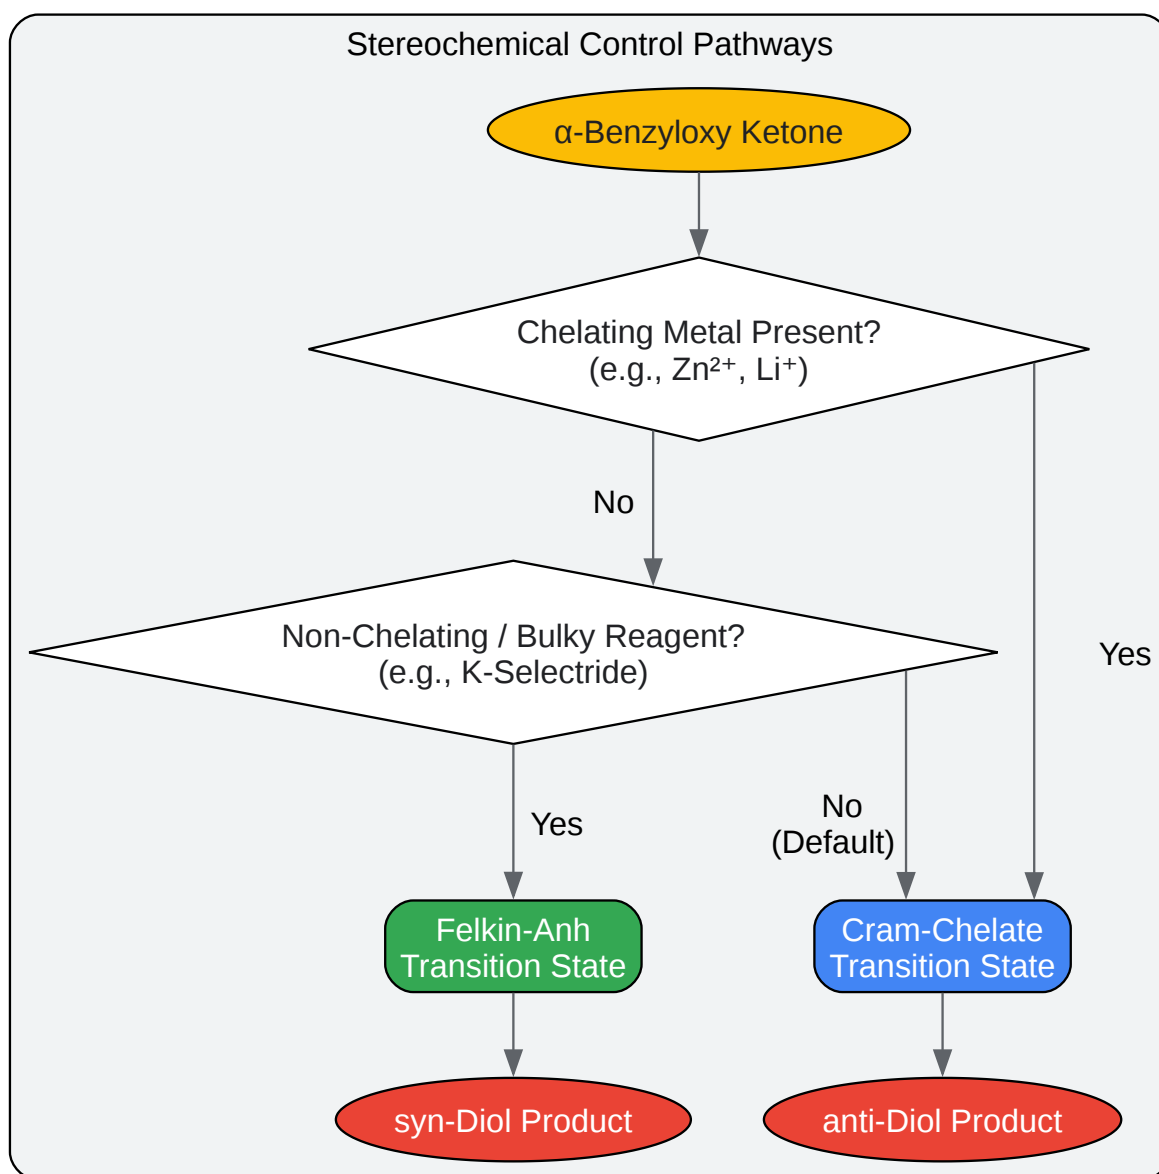 Stereochemical Control Pathways
α-Benzyloxy Ketone
Chelating Metal Present?
(e.g., Zn²⁺, Li⁺)
No
Non-Chelating / Bulky Reagent?
(e.g., K-Selectride)
Yes
Yes
No
(Default)
Felkin-Anh
Transition State
Cram-Chelate
Transition State
syn-Diol Product
anti-Diol Product